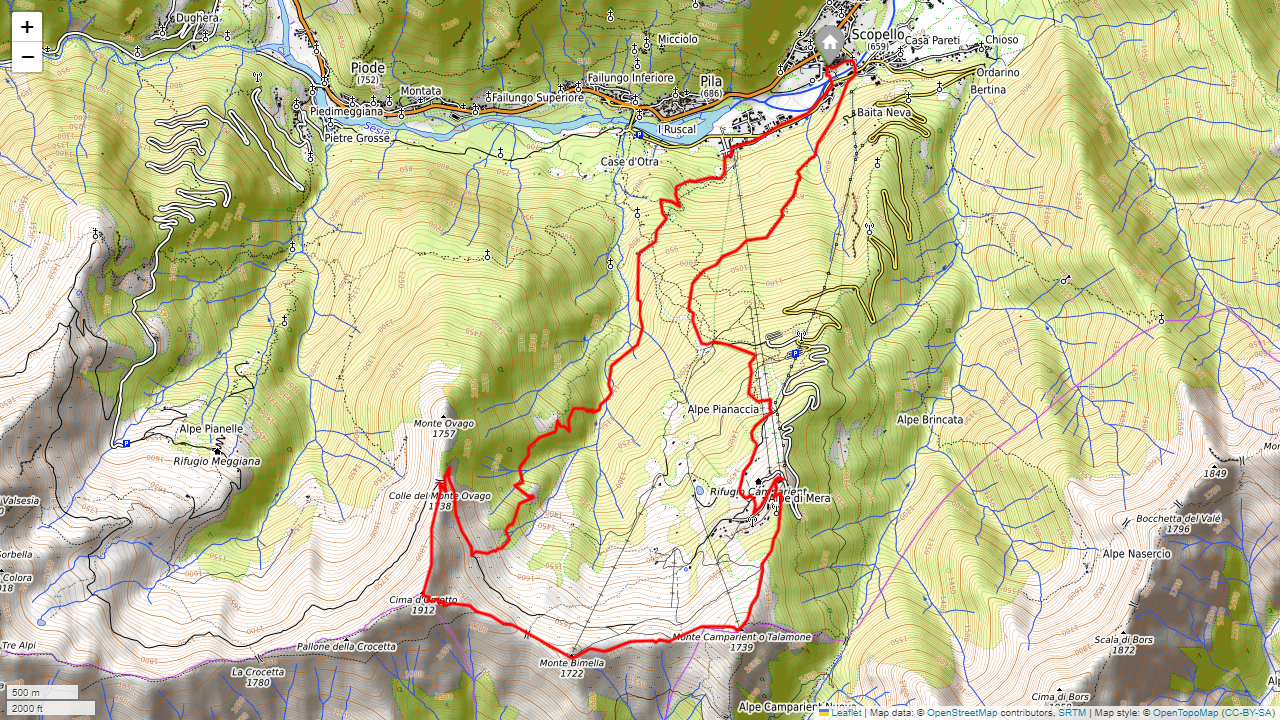 +
−
Dughera
Micciolo
Scopello
(659)
Casa Pareti
Chioso
Piode
(752)
Montata
Failungo Inferiore
Failungo Superiore
Pila
(686)
Ordarino
Bertina
Piedimeggiana
Baita Neva
Sesia
Pietre Grosse
I Ruscal
Case d'Otra
Alpe Pianelle
Rifugio Meggiana
Monte Ovago
1757
Alpe Pianaccia
Alpe Brincata
Colle del Monte Ovago
Rifugio Camparient
Alpe di Mera
1849
Valsesia
Bocchetta del Valé
1796
Alpe Nasercio
Colora
Cima d'Ometto
1912
Tre Alpi
Pallone della Crocetta
La Crocetta
1780
Monte Camparient o Talamone
1739
Monte Bimella
1722
Scala di Bors
1872
Cima di Bors
Alpe Camparient Nuova
500 m
2000 ft
Leaflet | Map data: © OpenStreetMap contributors, SRTM | Map style: © OpenTopoMap (CC-BY-SA)